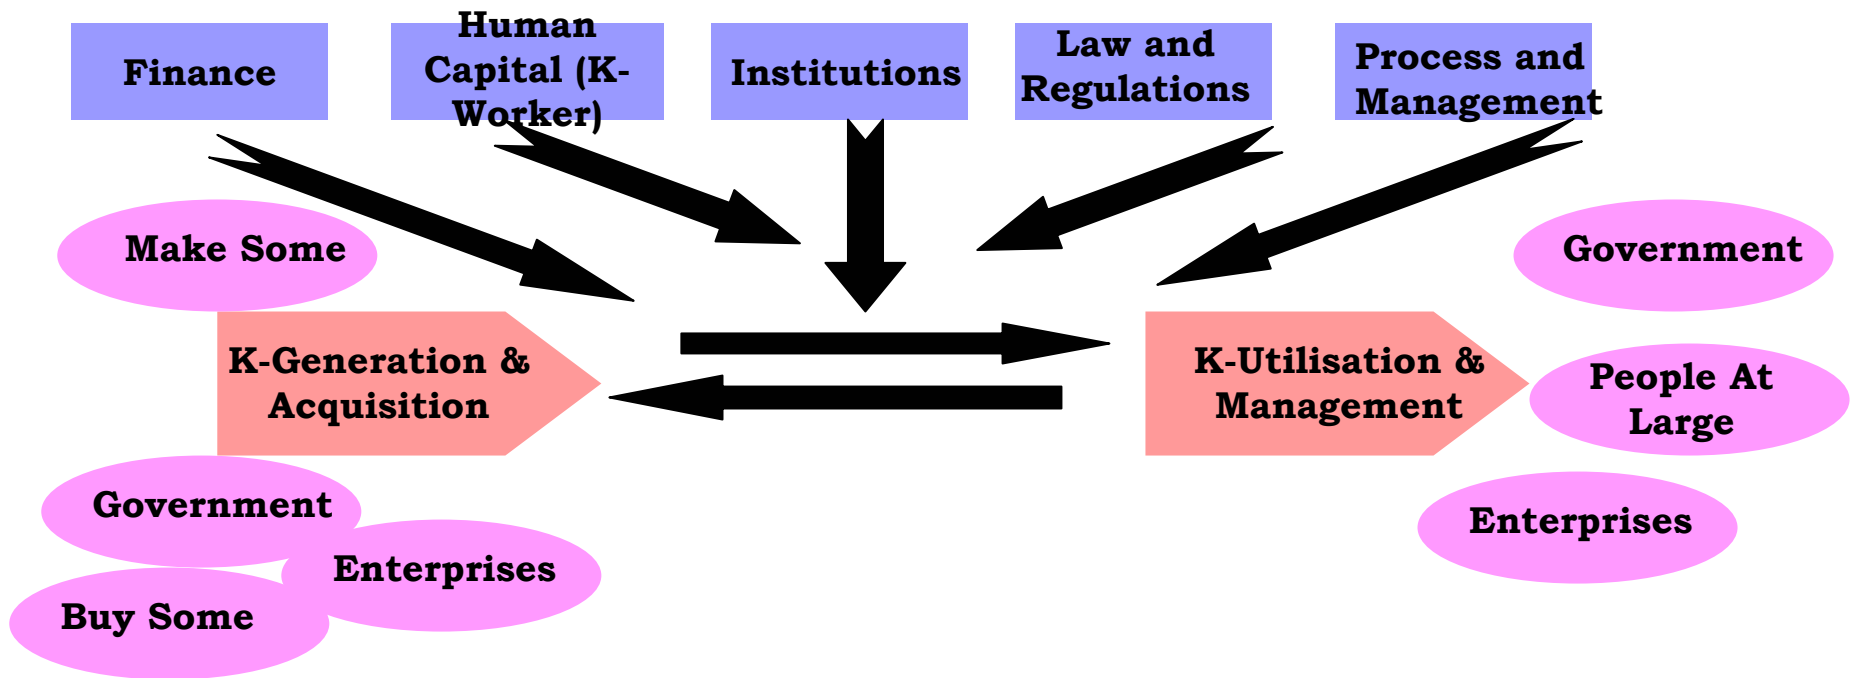 Finance
Human
Capital (K-
Worker)
Institutions
Law and
Regulations
Process and
Management
Make Some
Government
K-Generation &
Acquisition
K-Utilisation &
Management
People At
Large
Government
Enterprises
Buy Some
Enterprises